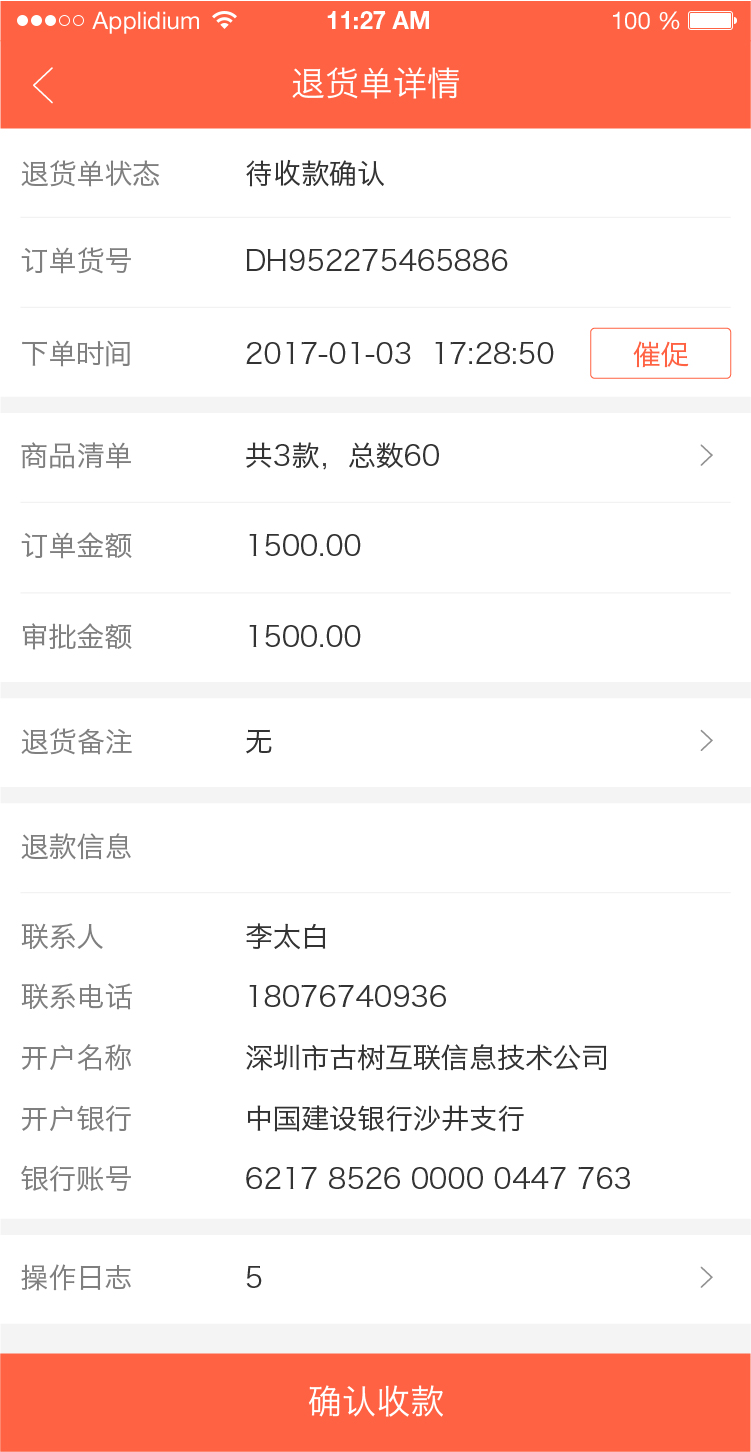 Applidium 11:27 AM 100 %
退货单详情
退货单状态 待收款确认
订单货号 DH952275465886
下单时间 2017-01-03 17:28:50 催促
商品清单 共3款，总数60
订单金额 1500.00
审批金额 1500.00
退货备注 无
退款信息
联系人 李太白
联系电话 18076740936
开户名称 深圳市古树互联信息技术公司
开户银行 中国建设银行沙井支行
银行账号 6217 8526 0000 0447 763
操作日志 5
确认收款